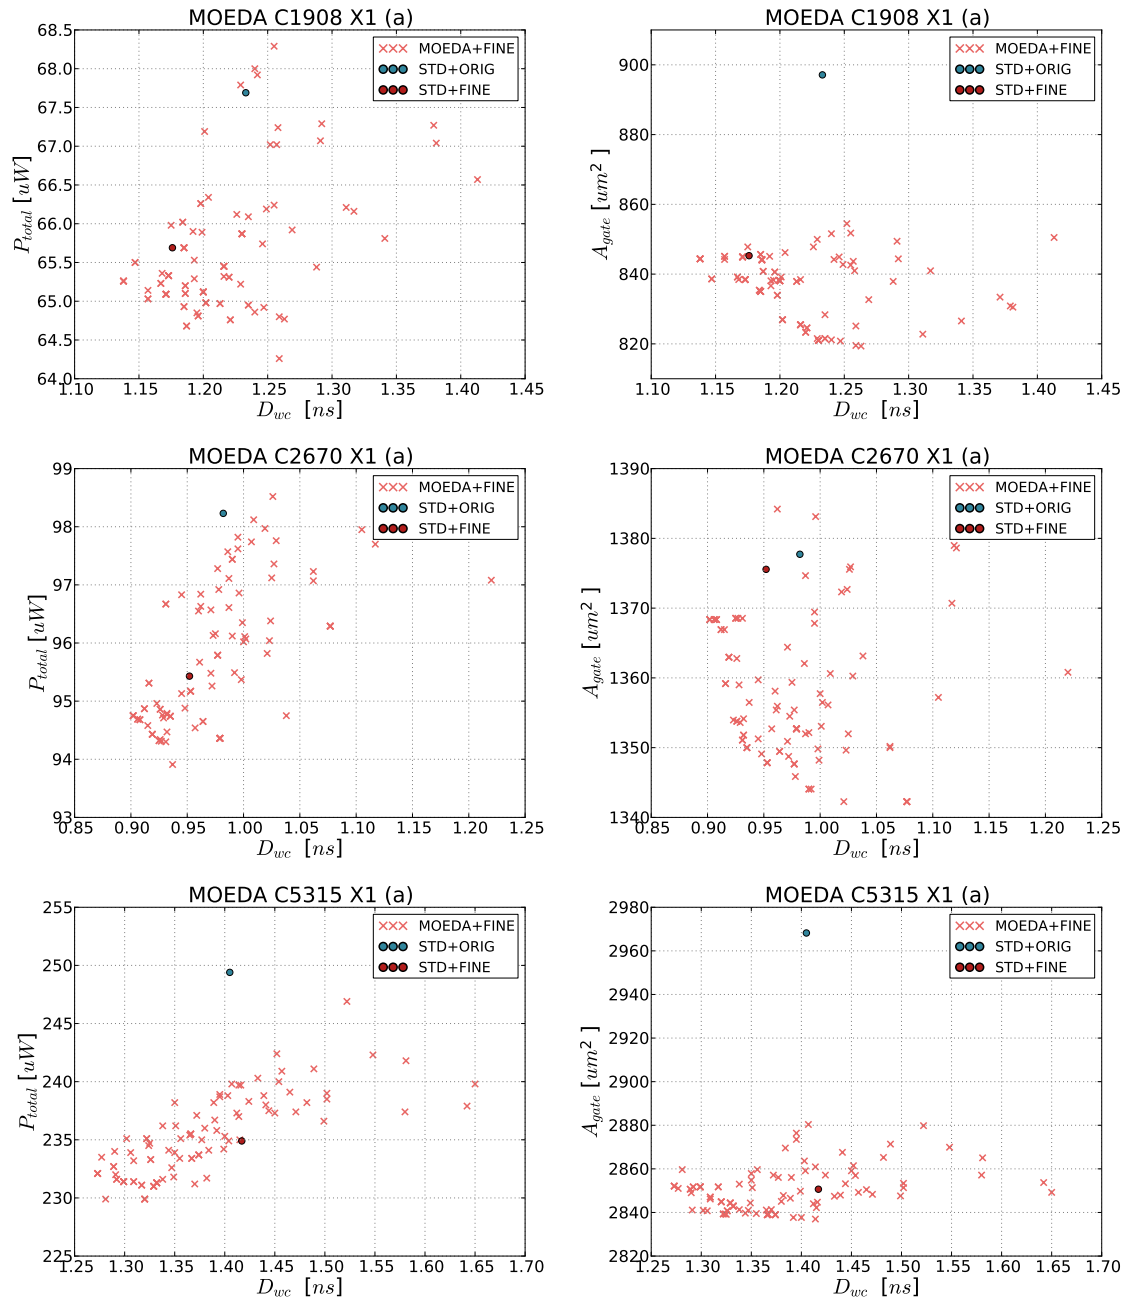 MOEDA C1908 X1 (a)
68.5
68.0
67.5
67.0
66.5
66.0
65.5
65.0
64.5
64.0
P_total [uW]
1.10 1.15 1.20 1.25 1.30 1.35 1.40 1.45
D_wc [ns]
MOEDA+FINE
STD+ORIG
STD+FINE
MOEDA C1908 X1 (a)
900
880
860
840
820
A_gate [um²]
1.10 1.15 1.20 1.25 1.30 1.35 1.40 1.45
D_wc [ns]
MOEDA+FINE
STD+ORIG
STD+FINE
MOEDA C2670 X1 (a)
99
98
97
96
95
94
93
P_total [uW]
0.85 0.90 0.95 1.00 1.05 1.10 1.15 1.20 1.25
D_wc [ns]
MOEDA+FINE
STD+ORIG
STD+FINE
MOEDA C2670 X1 (a)
1390
1380
1370
1360
1350
1340
A_gate [um²]
0.85 0.90 0.95 1.00 1.05 1.10 1.15 1.20 1.25
D_wc [ns]
MOEDA+FINE
STD+ORIG
STD+FINE
MOEDA C5315 X1 (a)
255
250
245
240
235
230
225
P_total [uW]
1.25 1.30 1.35 1.40 1.45 1.50 1.55 1.60 1.65 1.70
D_wc [ns]
MOEDA+FINE
STD+ORIG
STD+FINE
MOEDA C5315 X1 (a)
2980
2960
2940
2920
2900
2880
2860
2840
2820
A_gate [um²]
1.25 1.30 1.35 1.40 1.45 1.50 1.55 1.60 1.65 1.70
D_wc [ns]
MOEDA+FINE
STD+ORIG
STD+FINE